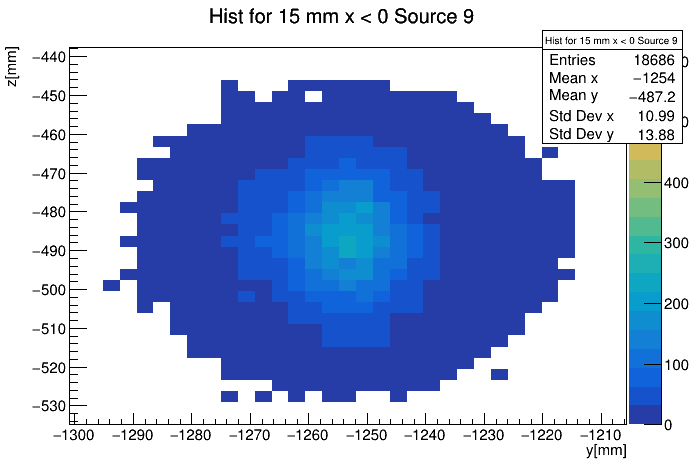 Hist for 15 mm x < 0 Source 9
z[mm]
−440
−450
−460
−470
−480
−490
−500
−510
−520
−530
−1300 −1290 −1280 −1270 −1260 −1250 −1240 −1230 −1220 −1210
y[mm]
Hist for 15 mm x < 0 Source 9
Entries 18686
Mean x −1254
Mean y −487.2
Std Dev x 10.99
Std Dev y 13.88
400
300
200
100
0